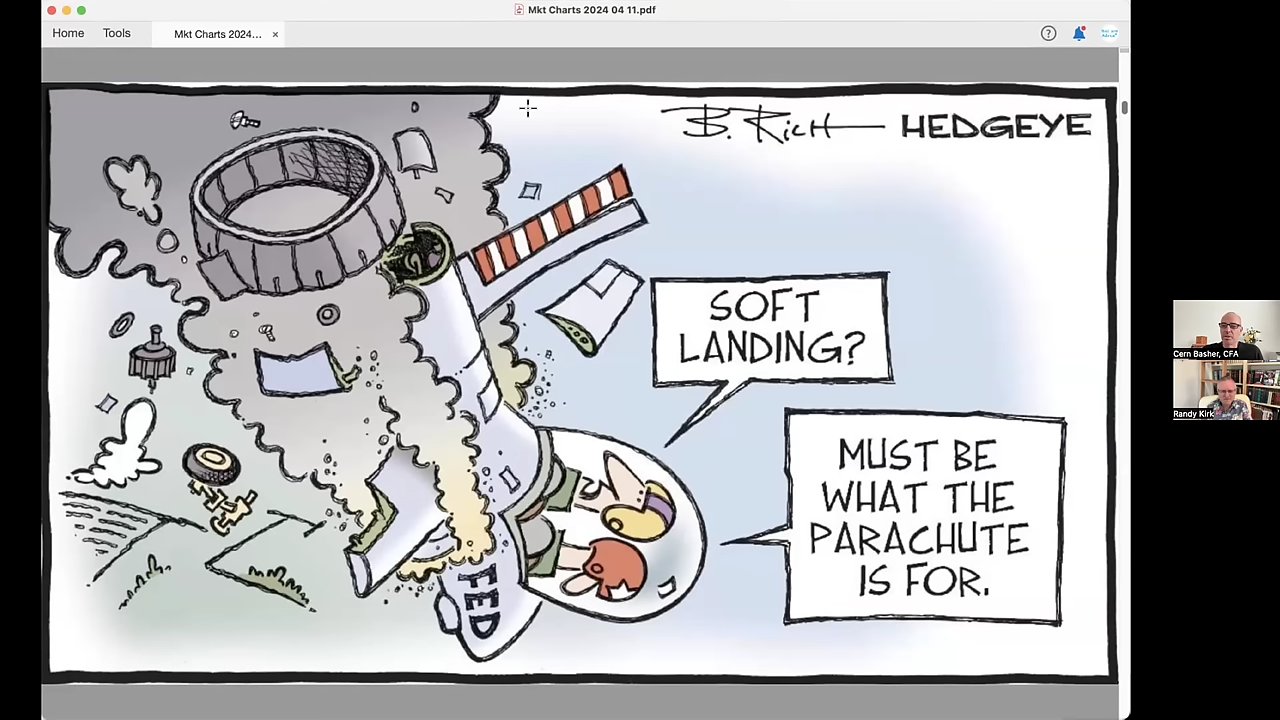 Mkt Charts 2024 04 11.pdf
Home
Tools
Mkt Charts 2024...
×
?
B. RICH HEDGEYE
SOFT
LANDING?
MUST BE
WHAT THE
PARACHUTE
IS FOR.
FED
Cern Basher, CFA
Randy Kirk